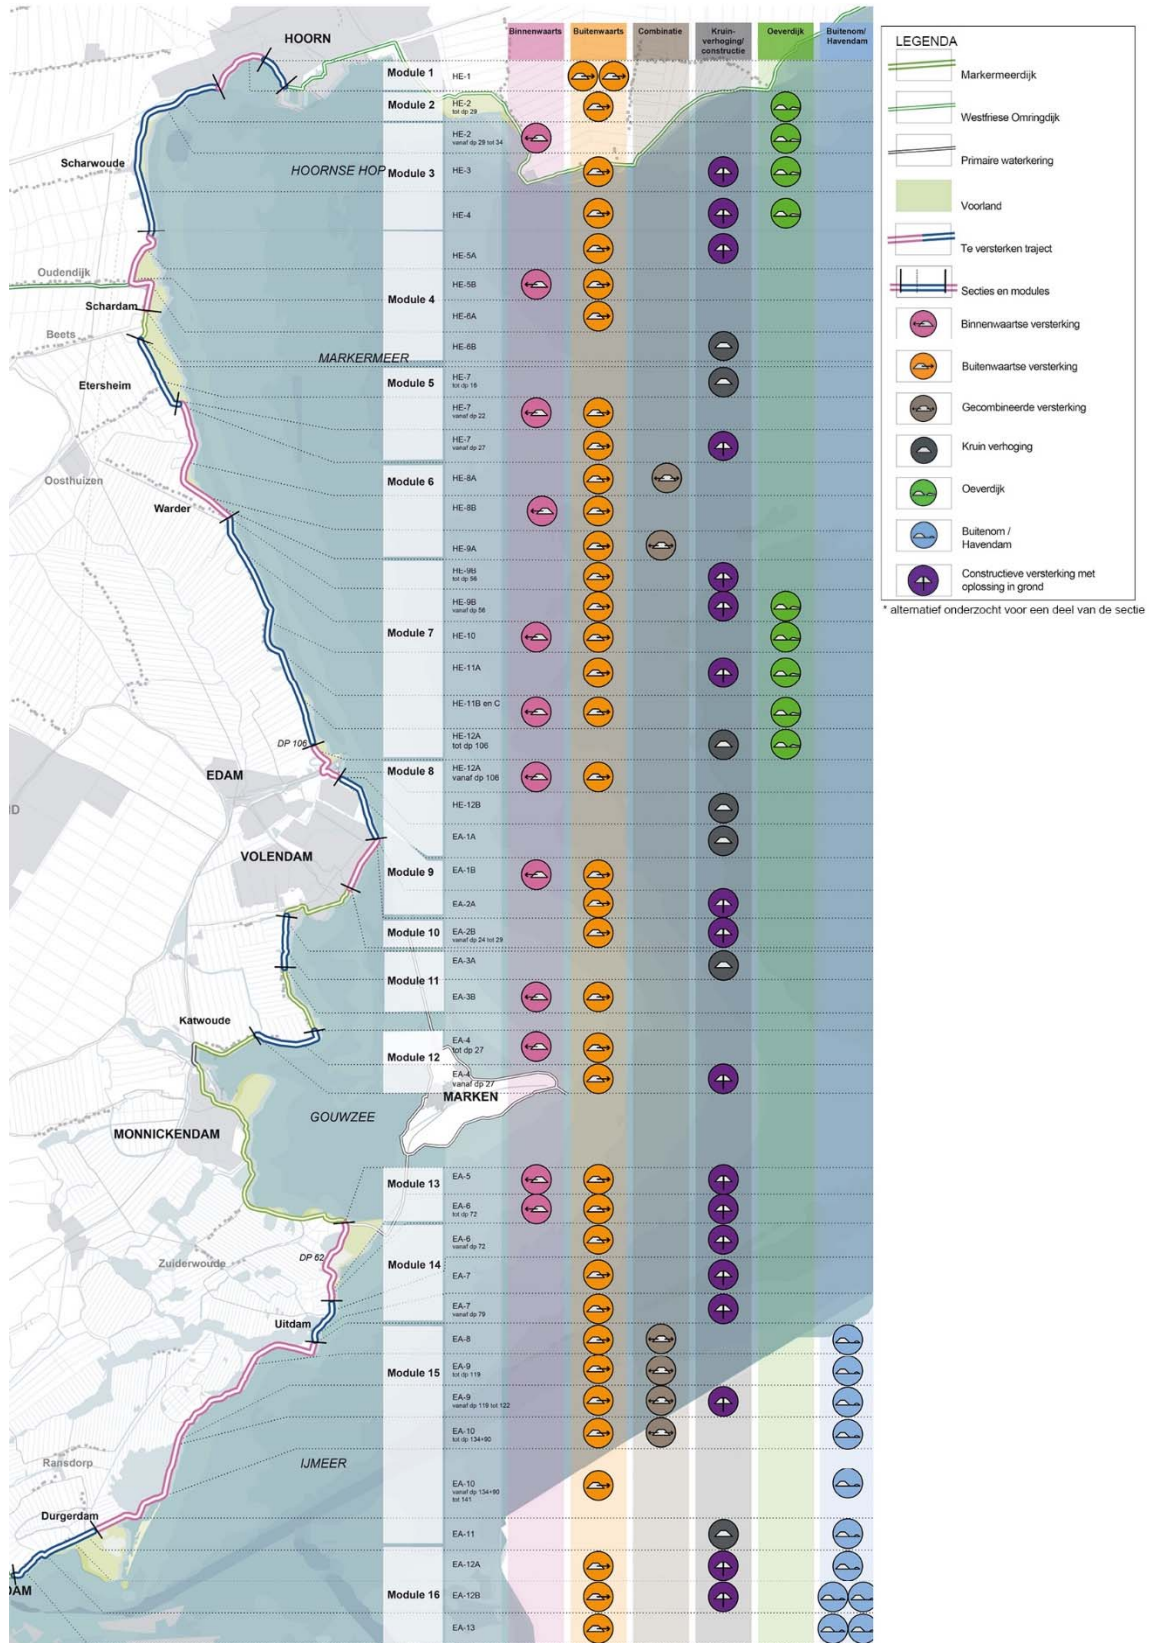 HOORN
Scharwoude
HOORNSE HOP
Oudendijk
Schardam
Beets
MARKERMEER
Etersheim
Oosthuizen
Warder
DP 106
EDAM
VOLENDAM
Katwoude
MARKEN
GOUWZEE
MONNICKENDAM
DP 62
Zuiderwoude
Uitdam
IJMEER
Ransdorp
Durgerdam
DAM
D
Binnenwaarts
Buitenwaarts
Combinatie
Kruin-
verhoging/
constructie
Oeverdijk
Buitenom/
Havendam
Module 1
HE-1
Module 2
HE-2
tot dp 29
HE-2
vanaf dp 29 tot 34
Module 3
HE-3
HE-4
HE-5A
HE-5B
Module 4
HE-6A
HE-6B
Module 5
HE-7
tot dp 16
HE-7
vanaf dp 22
HE-7
vanaf dp 27
Module 6
HE-8A
HE-8B
HE-9A
HE-9B
tot dp 56
HE-9B
vanaf dp 56
Module 7
HE-10
HE-11A
HE-11B en C
HE-12A
tot dp 106
Module 8
HE-12A
vanaf dp 106
HE-12B
EA-1A
Module 9
EA-1B
EA-2A
Module 10
EA-2B
vanaf dp 24 tot 29
EA-3A
Module 11
EA-3B
Module 12
EA-4
tot dp 27
EA-4
vanaf dp 27
Module 13
EA-5
EA-6
tot dp 72
EA-6
vanaf dp 72
Module 14
EA-7
EA-7
vanaf dp 79
EA-8
Module 15
EA-9
tot dp 119
EA-9
vanaf dp 119 tot 122
EA-10
tot dp 134+90
EA-10
vanaf dp 134+90
tot 141
EA-11
EA-12A
Module 16
EA-12B
EA-13
LEGENDA
Markermeerdijk
Westfriese Omringdijk
Primaire waterkering
Voorland
Te versterken traject
Secties en modules
Binnenwaartse versterking
Buitenwaartse versterking
Gecombineerde versterking
Kruin verhoging
Oeverdijk
Buitenom /
Havendam
Constructieve versterking met
oplossing in grond
* alternatief onderzocht voor een deel van de sectie